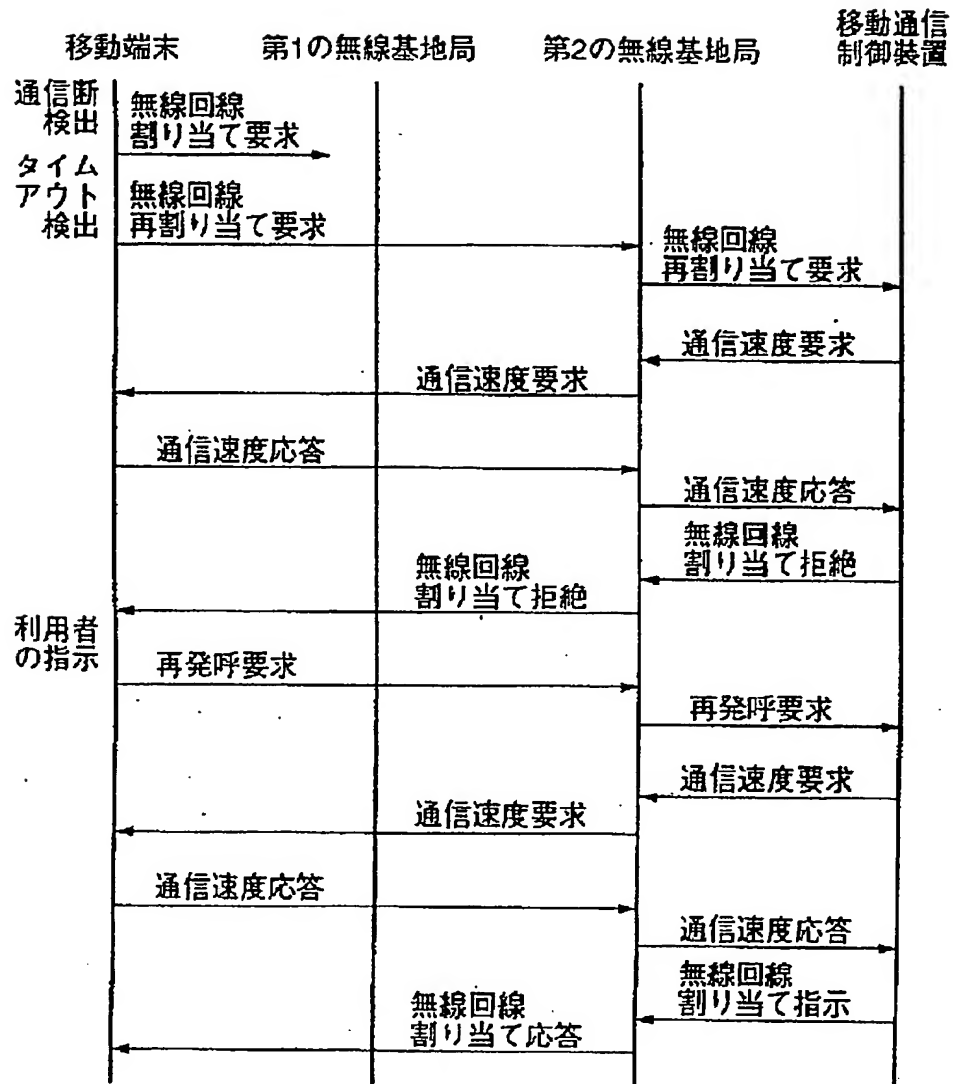 移動端末
第1の無線基地局
第2の無線基地局
移動通信
制御装置
通信断
検出
無線回線
割り当て要求
タイム
アウト
検出
無線回線
再割り当て要求
無線回線
再割り当て要求
通信速度要求
通信速度要求
通信速度応答
通信速度応答
無線回線
割り当て拒絶
無線回線
割り当て拒絶
利用者
の指示
再発呼要求
再発呼要求
通信速度要求
通信速度要求
通信速度応答
通信速度応答
無線回線
割り当て指示
無線回線
割り当て応答